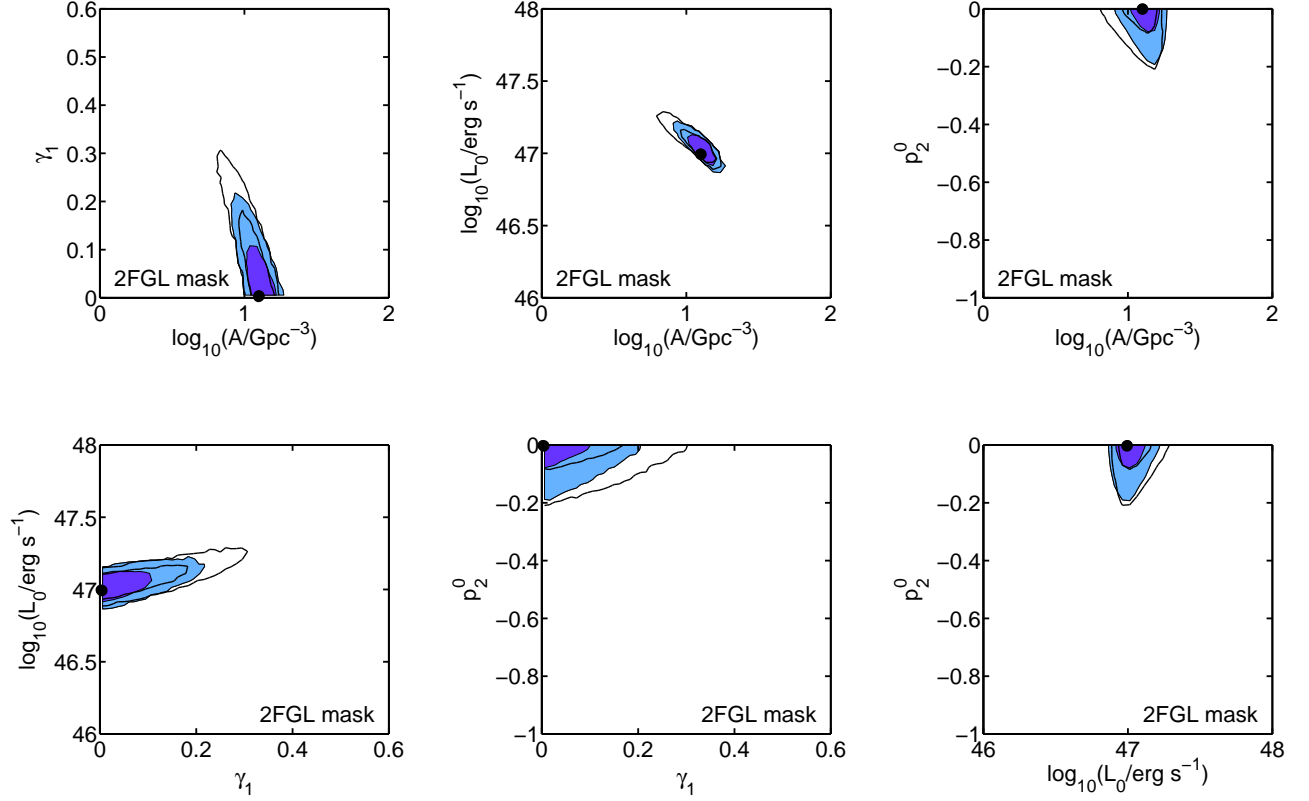 0.6
0.5
0.4
0.3
0.2
0.1
0
γ₁
2FGL mask
0 1 2
log₁₀(A/Gpc⁻³)
48
47.5
47
46.5
46
log₁₀(L₀/erg s⁻¹)
2FGL mask
0 1 2
log₁₀(A/Gpc⁻³)
0
−0.2
−0.4
−0.6
−0.8
−1
p₂⁰
2FGL mask
0 1 2
log₁₀(A/Gpc⁻³)
48
47.5
47
46.5
46
log₁₀(L₀/erg s⁻¹)
2FGL mask
0 0.2 0.4 0.6
γ₁
0
−0.2
−0.4
−0.6
−0.8
−1
p₂⁰
2FGL mask
0 0.2 0.4 0.6
γ₁
0
−0.2
−0.4
−0.6
−0.8
−1
p₂⁰
2FGL mask
46 47 48
log₁₀(L₀/erg s⁻¹)